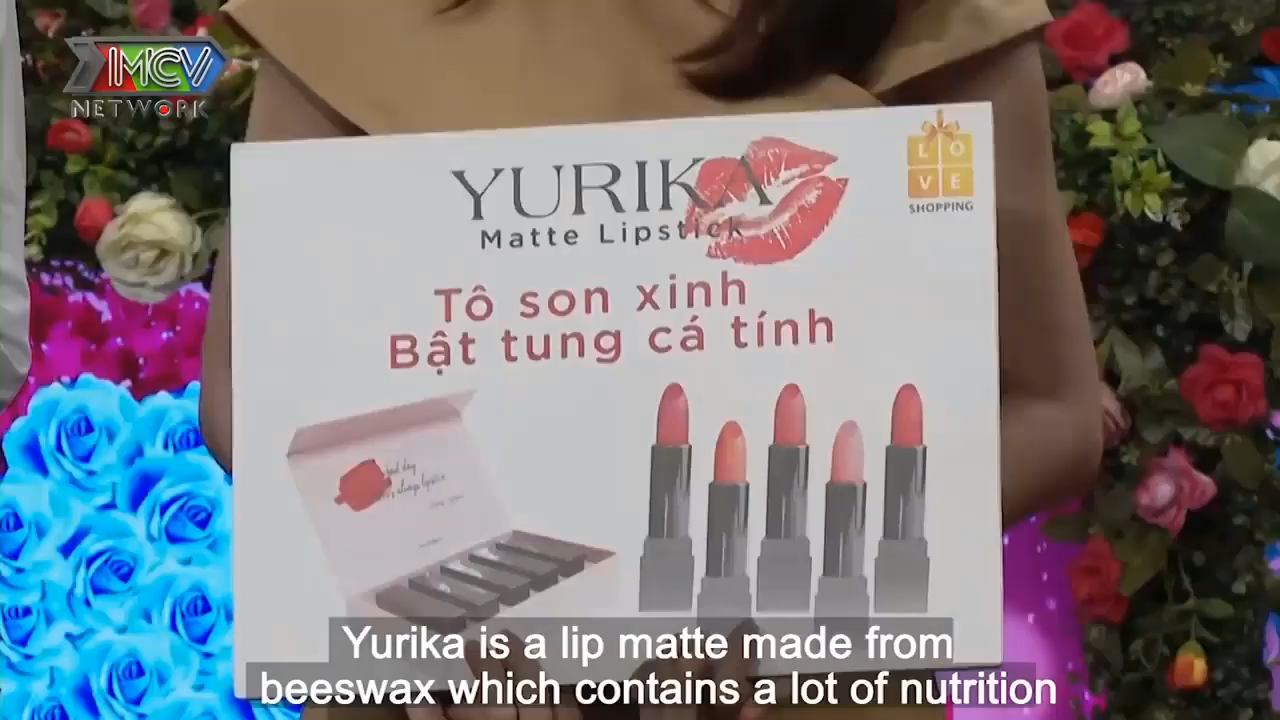 MCV
NETWORK
YURIKA
Matte Lipstick
LOVE
SHOPPING
Tô son xinh
Bật tung cá tính
Yurika is a lip matte made from
beeswax which contains a lot of nutrition